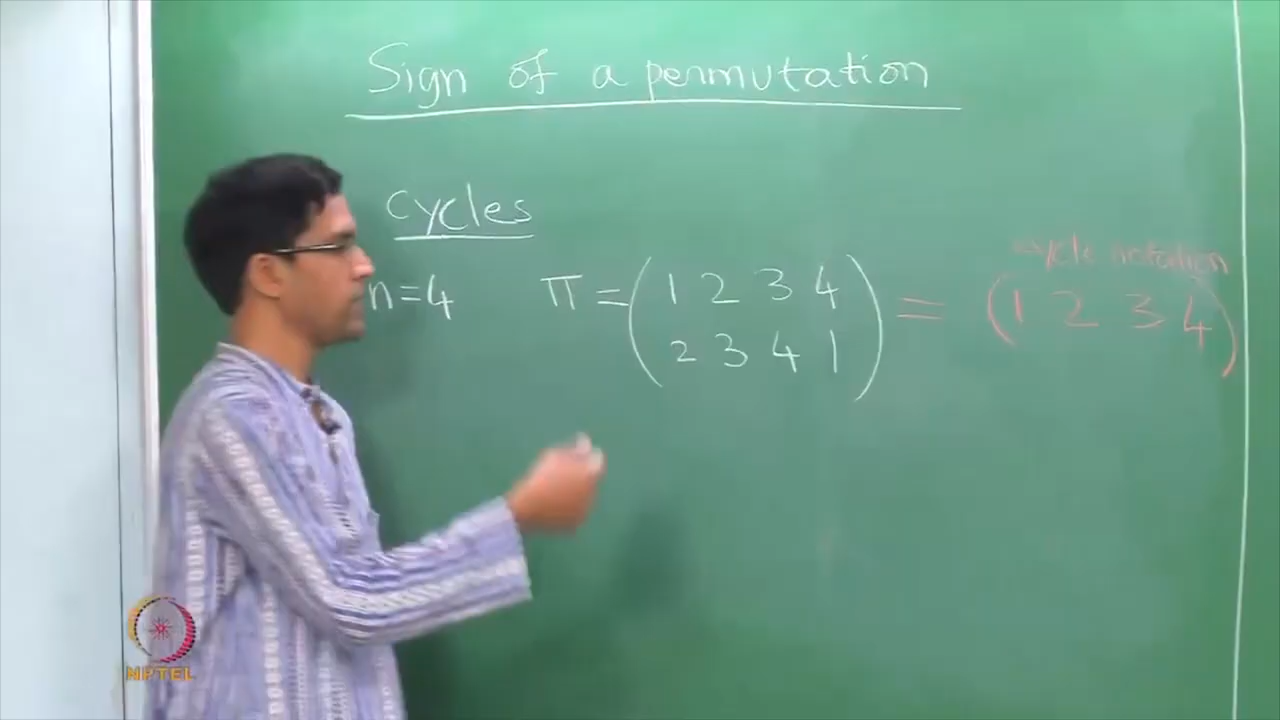 Sign of a permutation
cycles
cycle notation
n=4 π = (1 2 3 4 = (1 2 3 4)
2 3 4 1)
NPTEL